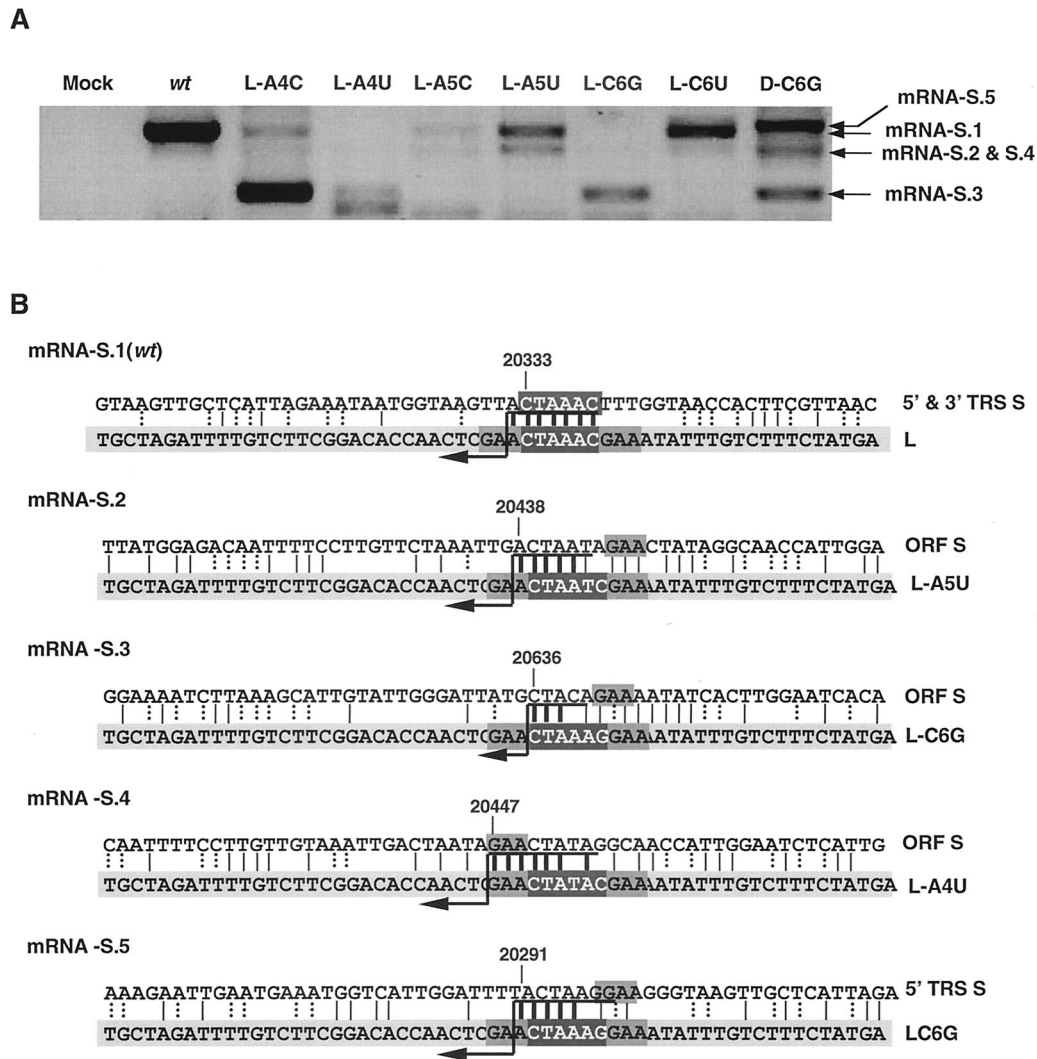 A
Mock wt L-A4C L-A4U L-A5C L-A5U L-C6G L-C6U D-C6G
mRNA-S.5
mRNA-S.1
mRNA-S.2 & S.4
mRNA-S.3
B
mRNA-S.1(wt)
20333
GTAAGTTGCTCATTAGAAATAATGGTAAGTTACTAAACTTTGGTAACCACTTCGTTAAC 5' & 3' TRS S
TGCTAGATTTTGTCTTCGGACACCAACTCGAACTAAACGAAATATTTGTCTTTCTATGA L
mRNA-S.2
20438
TTATGGAGACAATTTTCCTTGTTCTAAATTGACTAATAGAACTATAGGCAACCATTGGA ORF S
TGCTAGATTTTGTCTTCGGACACCAACTCGAACTAATCGAAATATTTGTCTTTCTATGA L-A5U
mRNA -S.3
20636
GGAAAATCTTAAAGCATTGTATTGGGATTATGCTACAGAAAATATCACTTGGAATCACA ORF S
TGCTAGATTTTGTCTTCGGACACCAACTCGAACTAAAGGAAATATTTGTCTTTCTATGA L-C6G
mRNA -S.4
20447
CAATTTTCCTTGTTGTAAATTGACTAATAGAACTATAGGCAACCATTGGAATCTCATTG ORF S
TGCTAGATTTTGTCTTCGGACACCAACTCGAACTATACGAAATATTTGTCTTTCTATGA L-A4U
mRNA -S.5
20291
AAAGAATTGAATGAAATGGTCATTGGATTTTACTAAGGGAAGGGTAAGTTGCTCATTAGA 5' TRS S
TGCTAGATTTTGTCTTCGGACACCAACTCGAACTAAAGGAAATATTTGTCTTTCTATGA LC6G